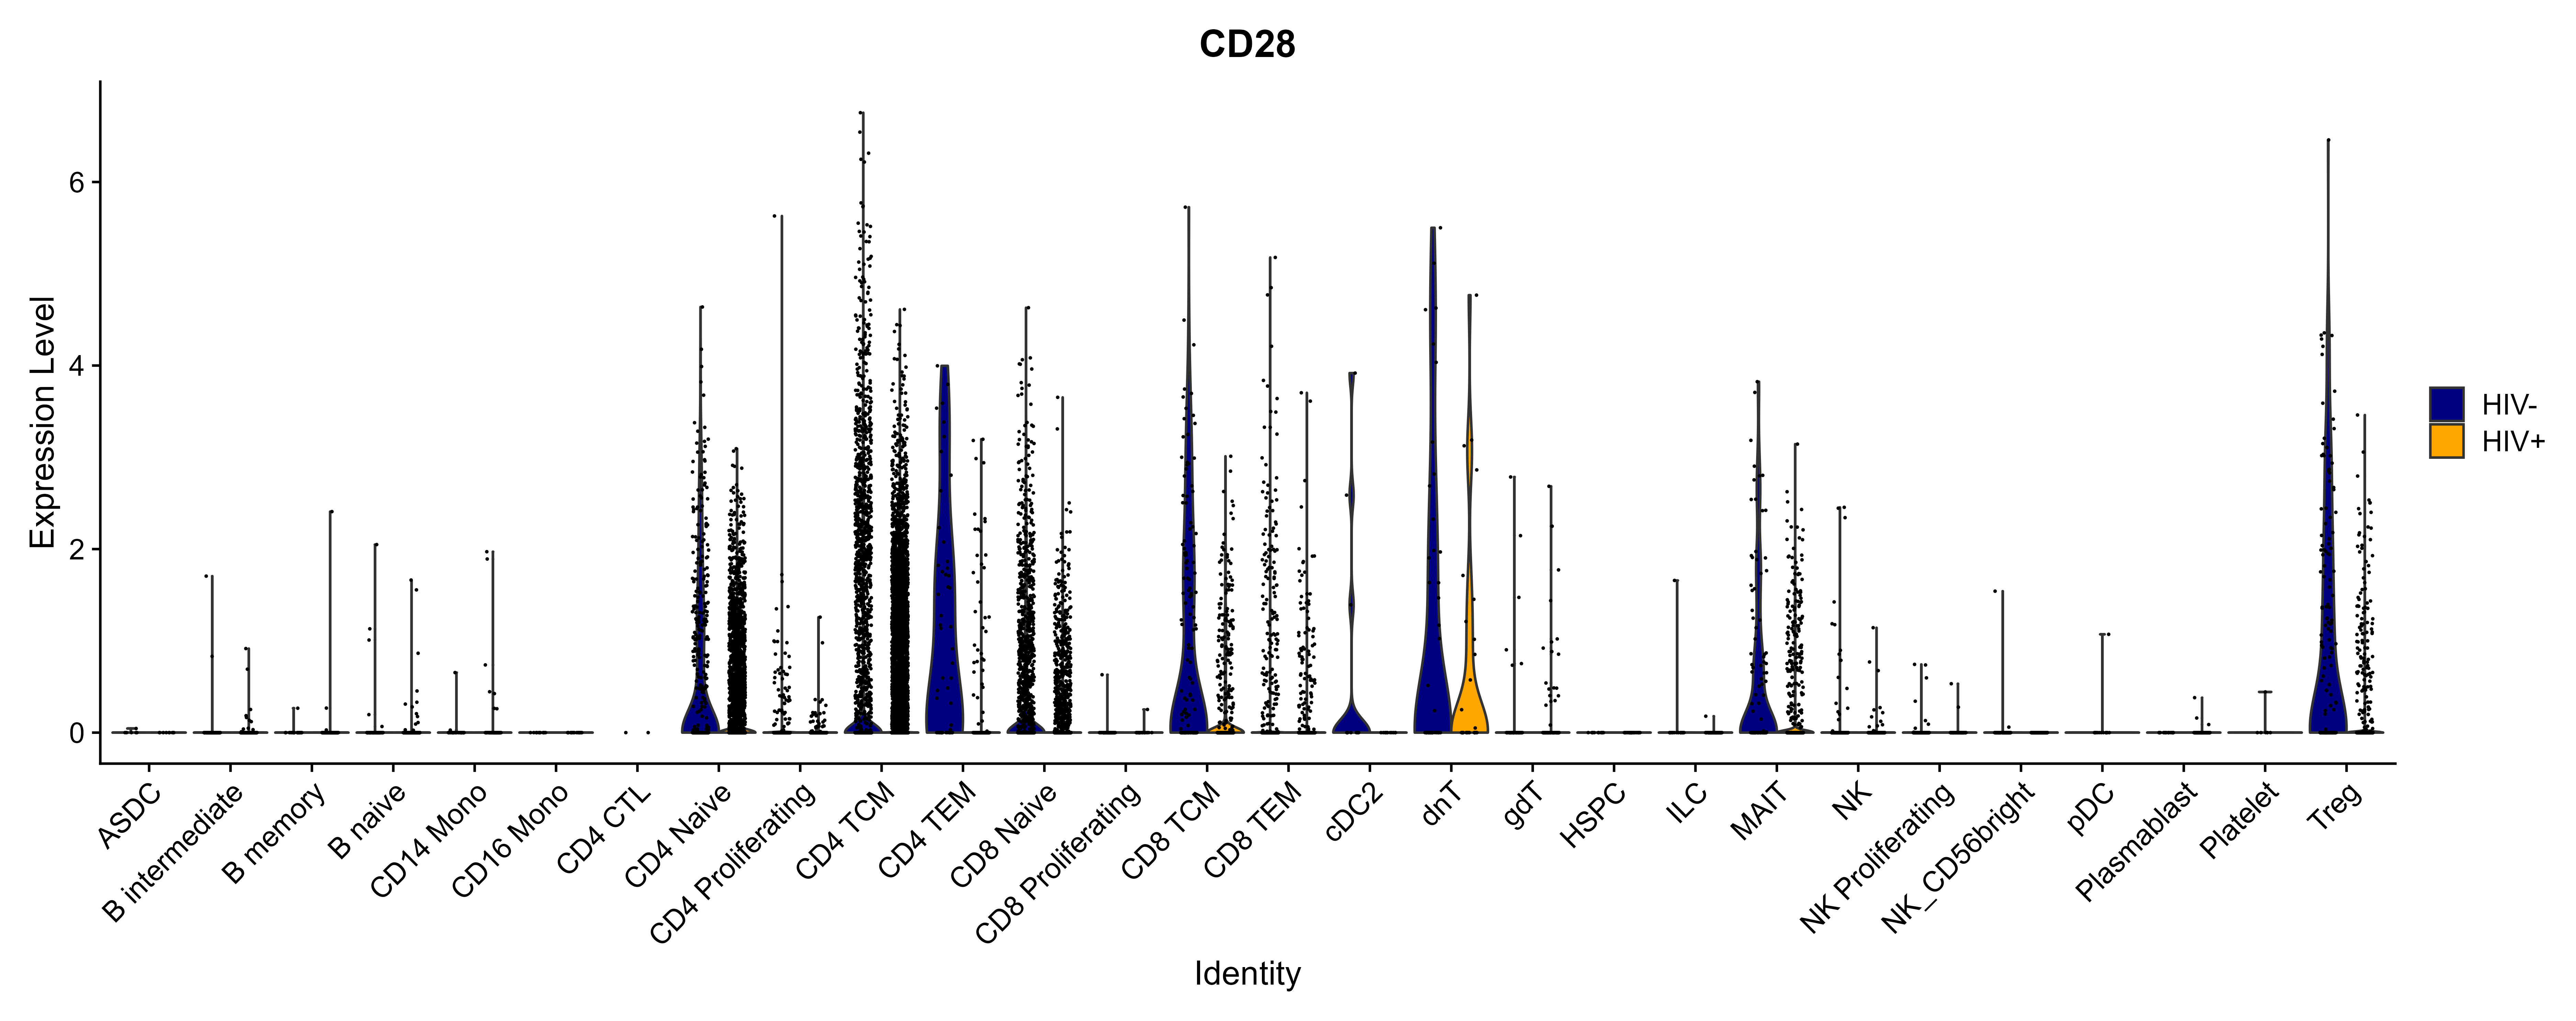 CD28
Expression Level
6
4
2
0
ASDC
B intermediate
B memory
B naive
CD14 Mono
CD16 Mono
CD4 CTL
CD4 Naive
CD4 Proliferating
CD4 TCM
CD4 TEM
CD8 Naive
CD8 Proliferating
CD8 TCM
CD8 TEM
cDC2
dnT
gdT
HSPC
ILC
MAIT
NK
NK Proliferating
NK_CD56bright
pDC
Plasmablast
Platelet
Treg
Identity
HIV-
HIV+